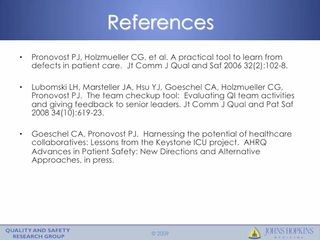 References
• Pronovost PJ, Holzmueller CG, et al. A practical tool to learn from
defects in patient care. Jt Comm J Qual and Saf 2006 32(2):102-8.
• Lubomski LH, Marsteller JA, Hsu YJ, Goeschel CA, Holzmueller CG,
Pronovost PJ. The team checkup tool: Evaluating QI team activities
and giving feedback to senior leaders. Jt Comm J Qual and Pat Saf
2008 34(10):619-23.
• Goeschel CA, Pronovost PJ. Harnessing the potential of healthcare
collaboratives: Lessons from the Keystone ICU project. AHRQ
Advances in Patient Safety: New Directions and Alternative
Approaches, in press.
QUALITY AND SAFETY
RESEARCH GROUP
© 2009
JOHNS HOPKINS
MEDICINE